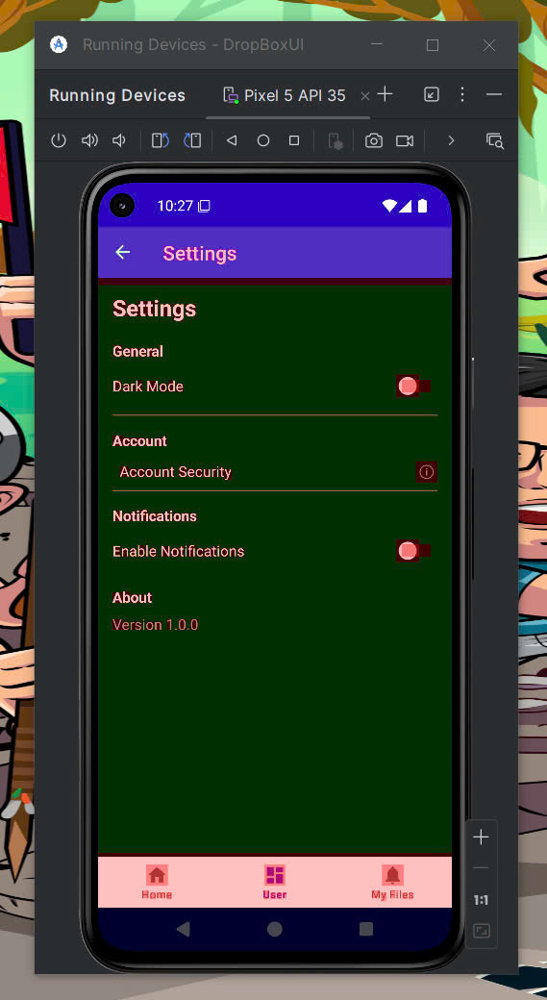 Running Devices - DropBoxUI
Running Devices
Pixel 5 API 35
10:27
Settings
Settings
General
Dark Mode
Account
Account Security
Notifications
Enable Notifications
About
Version 1.0.0
1:1
Home User My Files